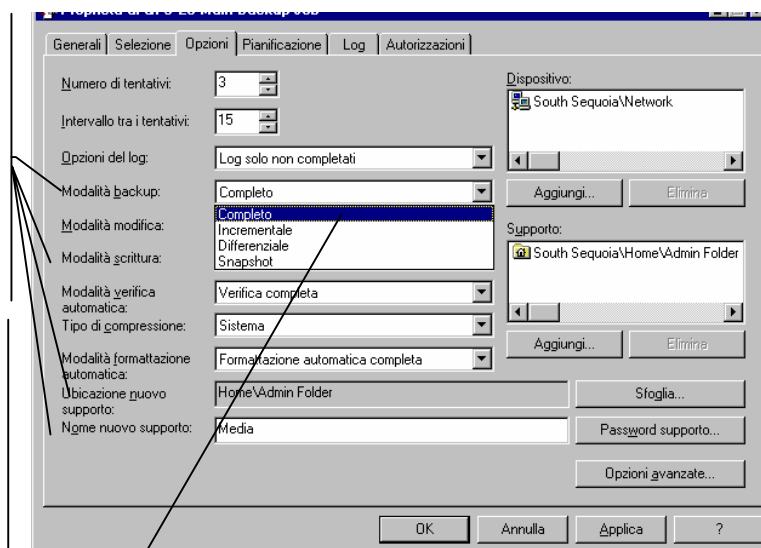 Generali Selezione Opzioni Pianificazione Log Autorizzazioni
Numero di tentativi: 3
Intervallo tra i tentativi: 15
Opzioni del log: Log solo non completati
Modalità backup: Completo
Completo
Incrementale
Differenziale
Snapshot
Modalità modifica:
Modalità scrittura:
Modalità verifica automatica: Verifica completa
Tipo di compressione: Sistema
Modalità formattazione automatica: Formattazione automatica completa
Ubicazione nuovo supporto: Home\Admin Folder
Nome nuovo supporto: Media
Dispositivo:
South Sequoia\Network
Aggiungi... Elimina
Supporto:
South Sequoia\Home\Admin Folder
Aggiungi... Elimina
Sfoglia...
Password supporto...
Opzioni avanzate...
OK Annulla Applica ?